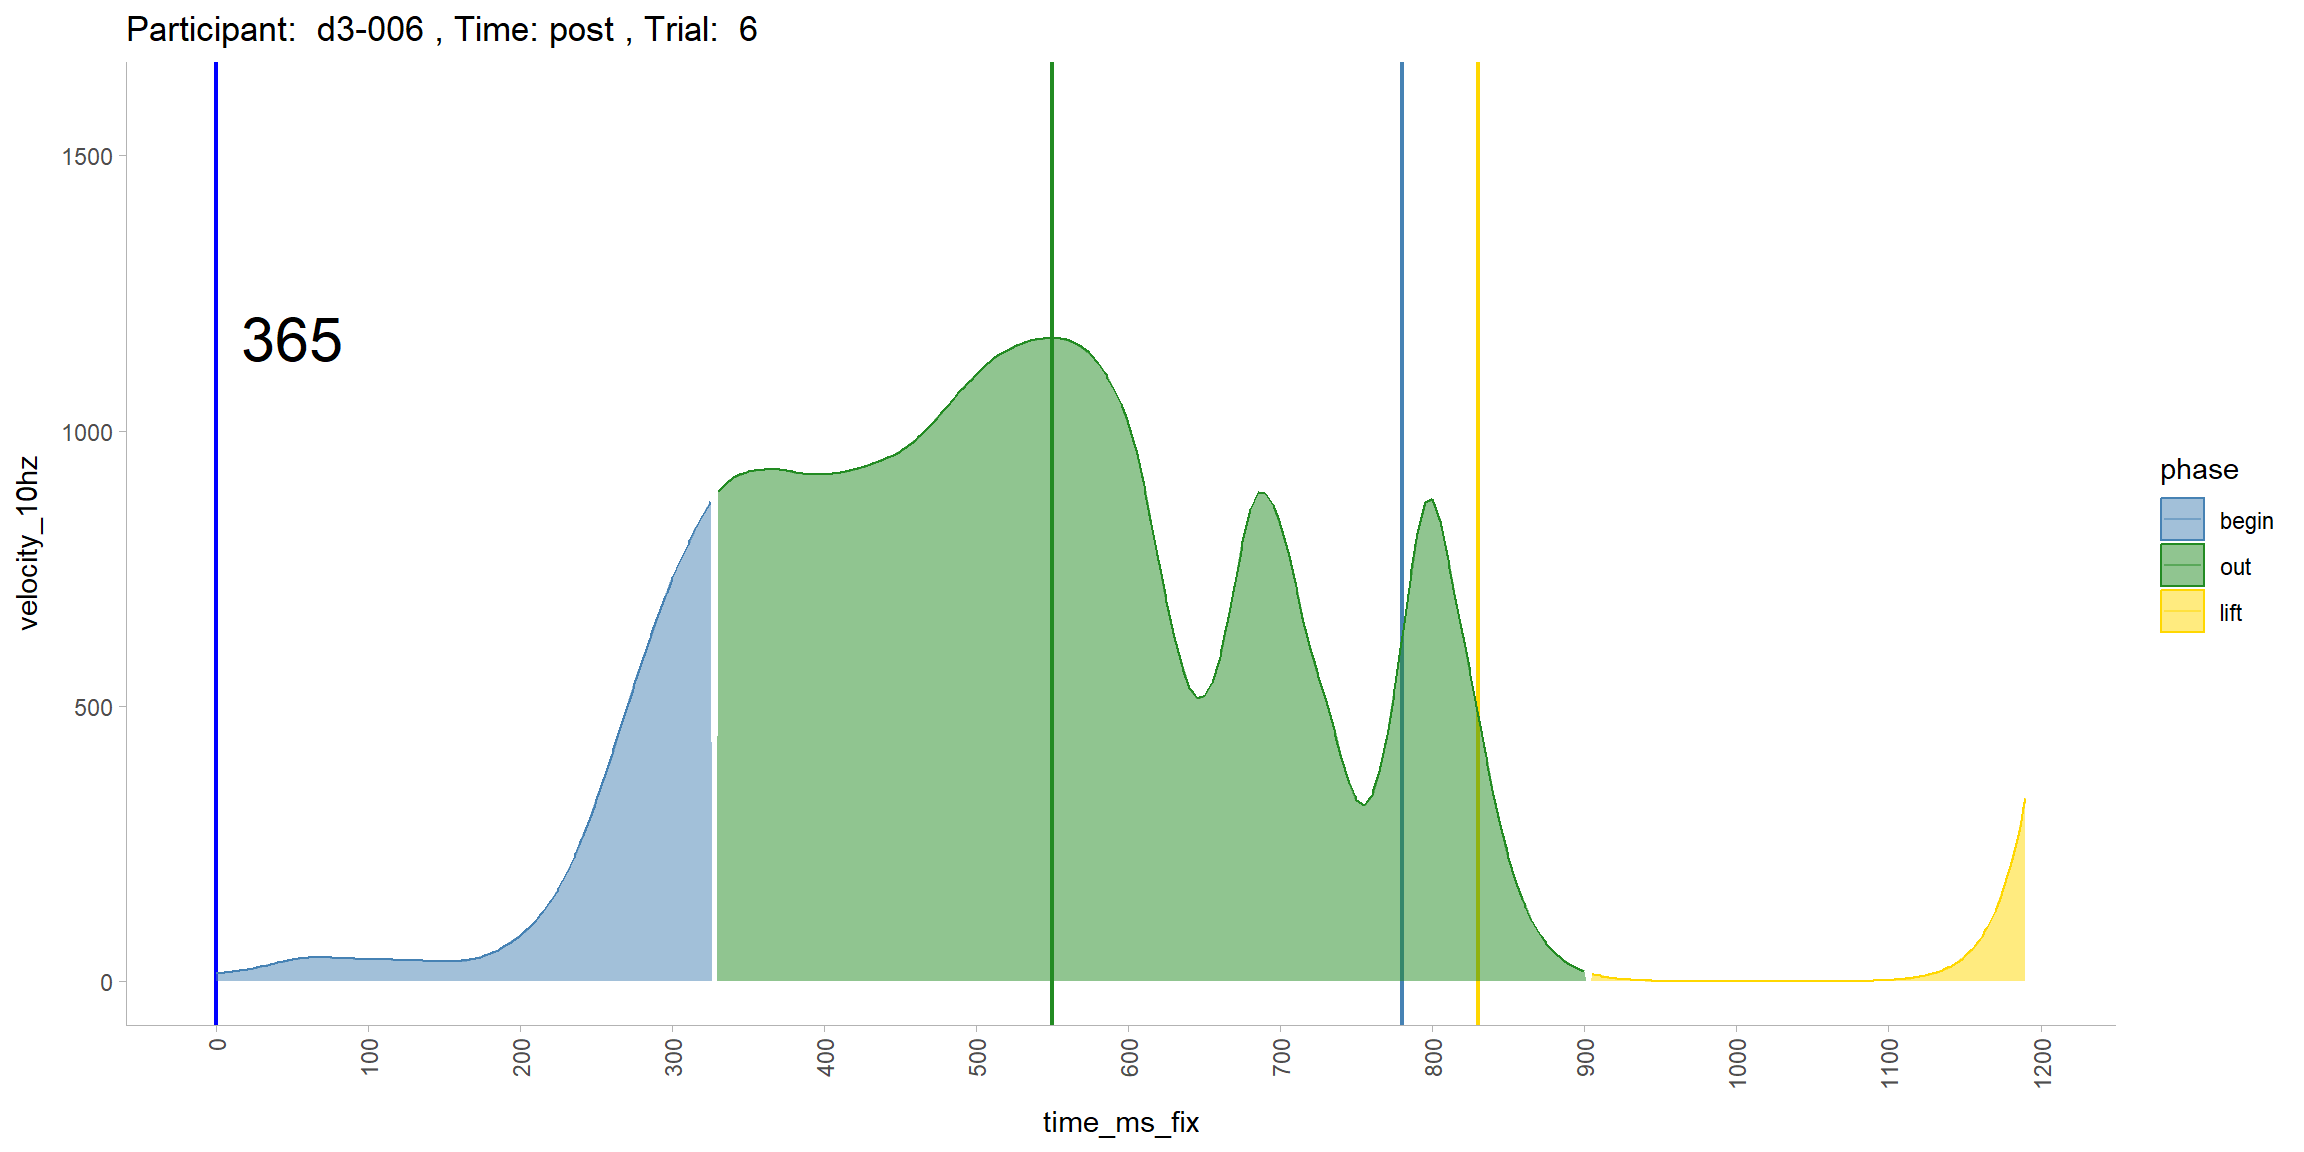 Participant:  d3-006 , Time: post , Trial:  6
1500
1000
500
0
velocity_10hz
365
0 100 200 300 400 500 600 700 800 900 1000 1100 1200
time_ms_fix
phase
begin
out
lift